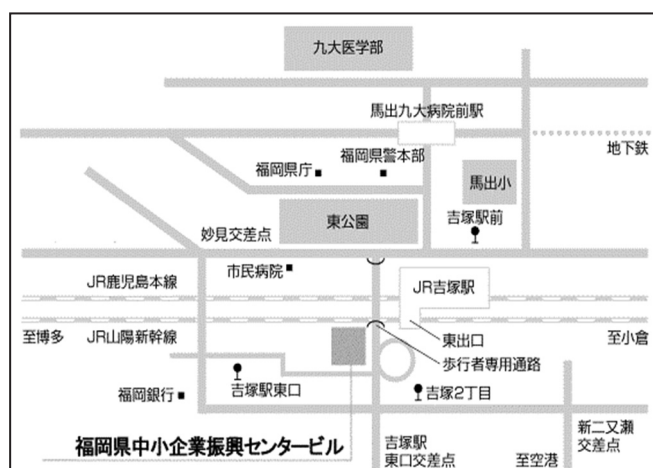 九大医学部
馬出九大病院前駅
地下鉄
福岡県庁
福岡県警本部
馬出小
東公園
吉塚駅前
妙見交差点
市民病院
JR鹿児島本線
JR吉塚駅
至博多
JR山陽新幹線
東出口
至小倉
歩行者専用通路
福岡銀行
吉塚駅東口
吉塚2丁目
福岡県中小企業振興センタービル
吉塚駅
東口交差点
至空港
新二又瀬
交差点